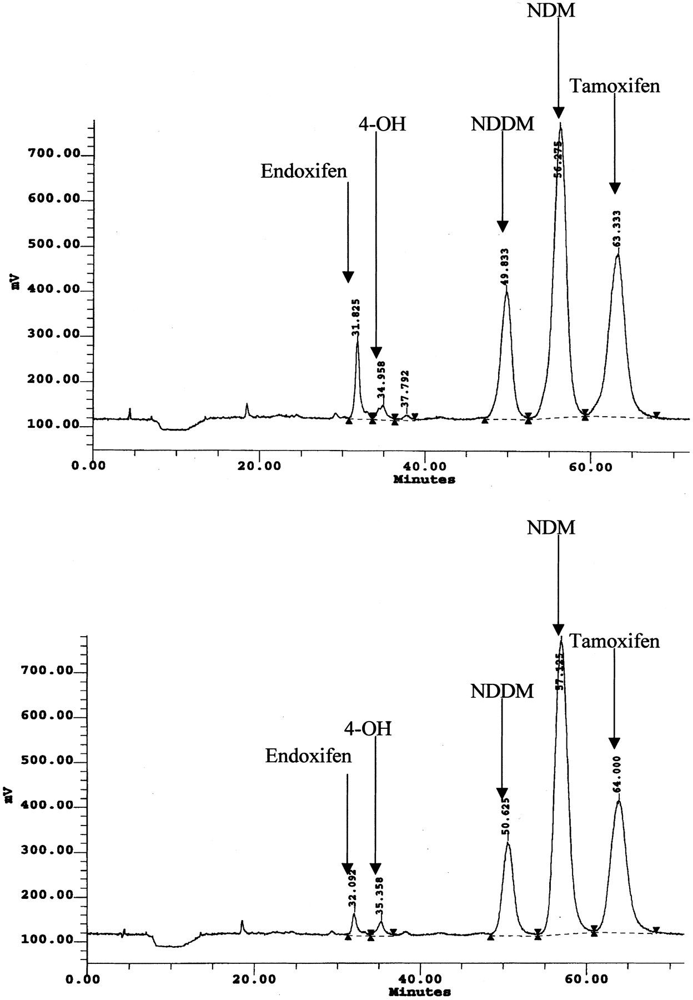 NDM
Tamoxifen
4-OH
NDDM
Endoxifen
700.00
600.00
500.00
400.00
300.00
200.00
100.00
mV
31.825
34.958
37.792
49.833
56.275
63.333
0.00 20.00 40.00 60.00
Minutes
NDM
Tamoxifen
NDDM
4-OH
Endoxifen
700.00
600.00
500.00
400.00
300.00
200.00
100.00
mV
32.092
35.358
50.625
57.125
64.000
0.00 20.00 40.00 60.00
Minutes